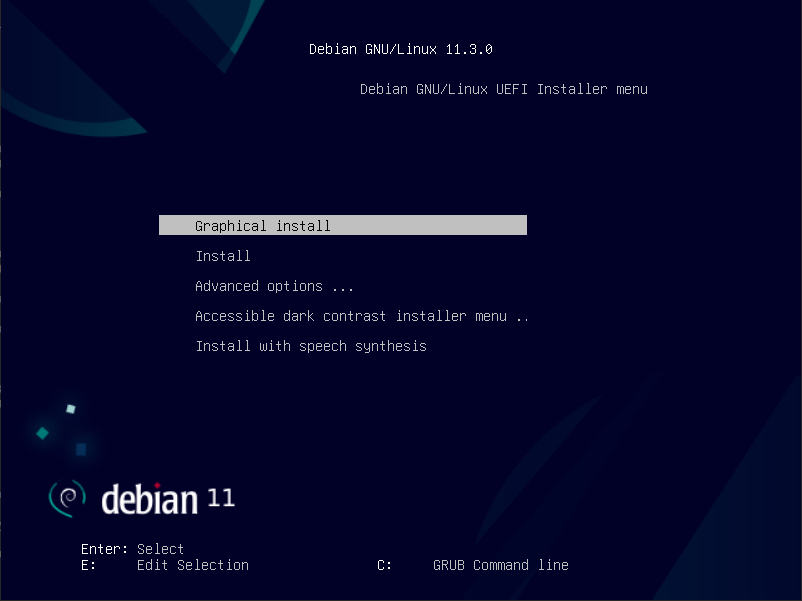 Debian GNU/Linux 11.3.0
Debian GNU/Linux UEFI Installer menu
Graphical install
Install
Advanced options ...
Accessible dark contrast installer menu ..
Install with speech synthesis
debian 11
Enter: Select
E: Edit Selection C: GRUB Command line